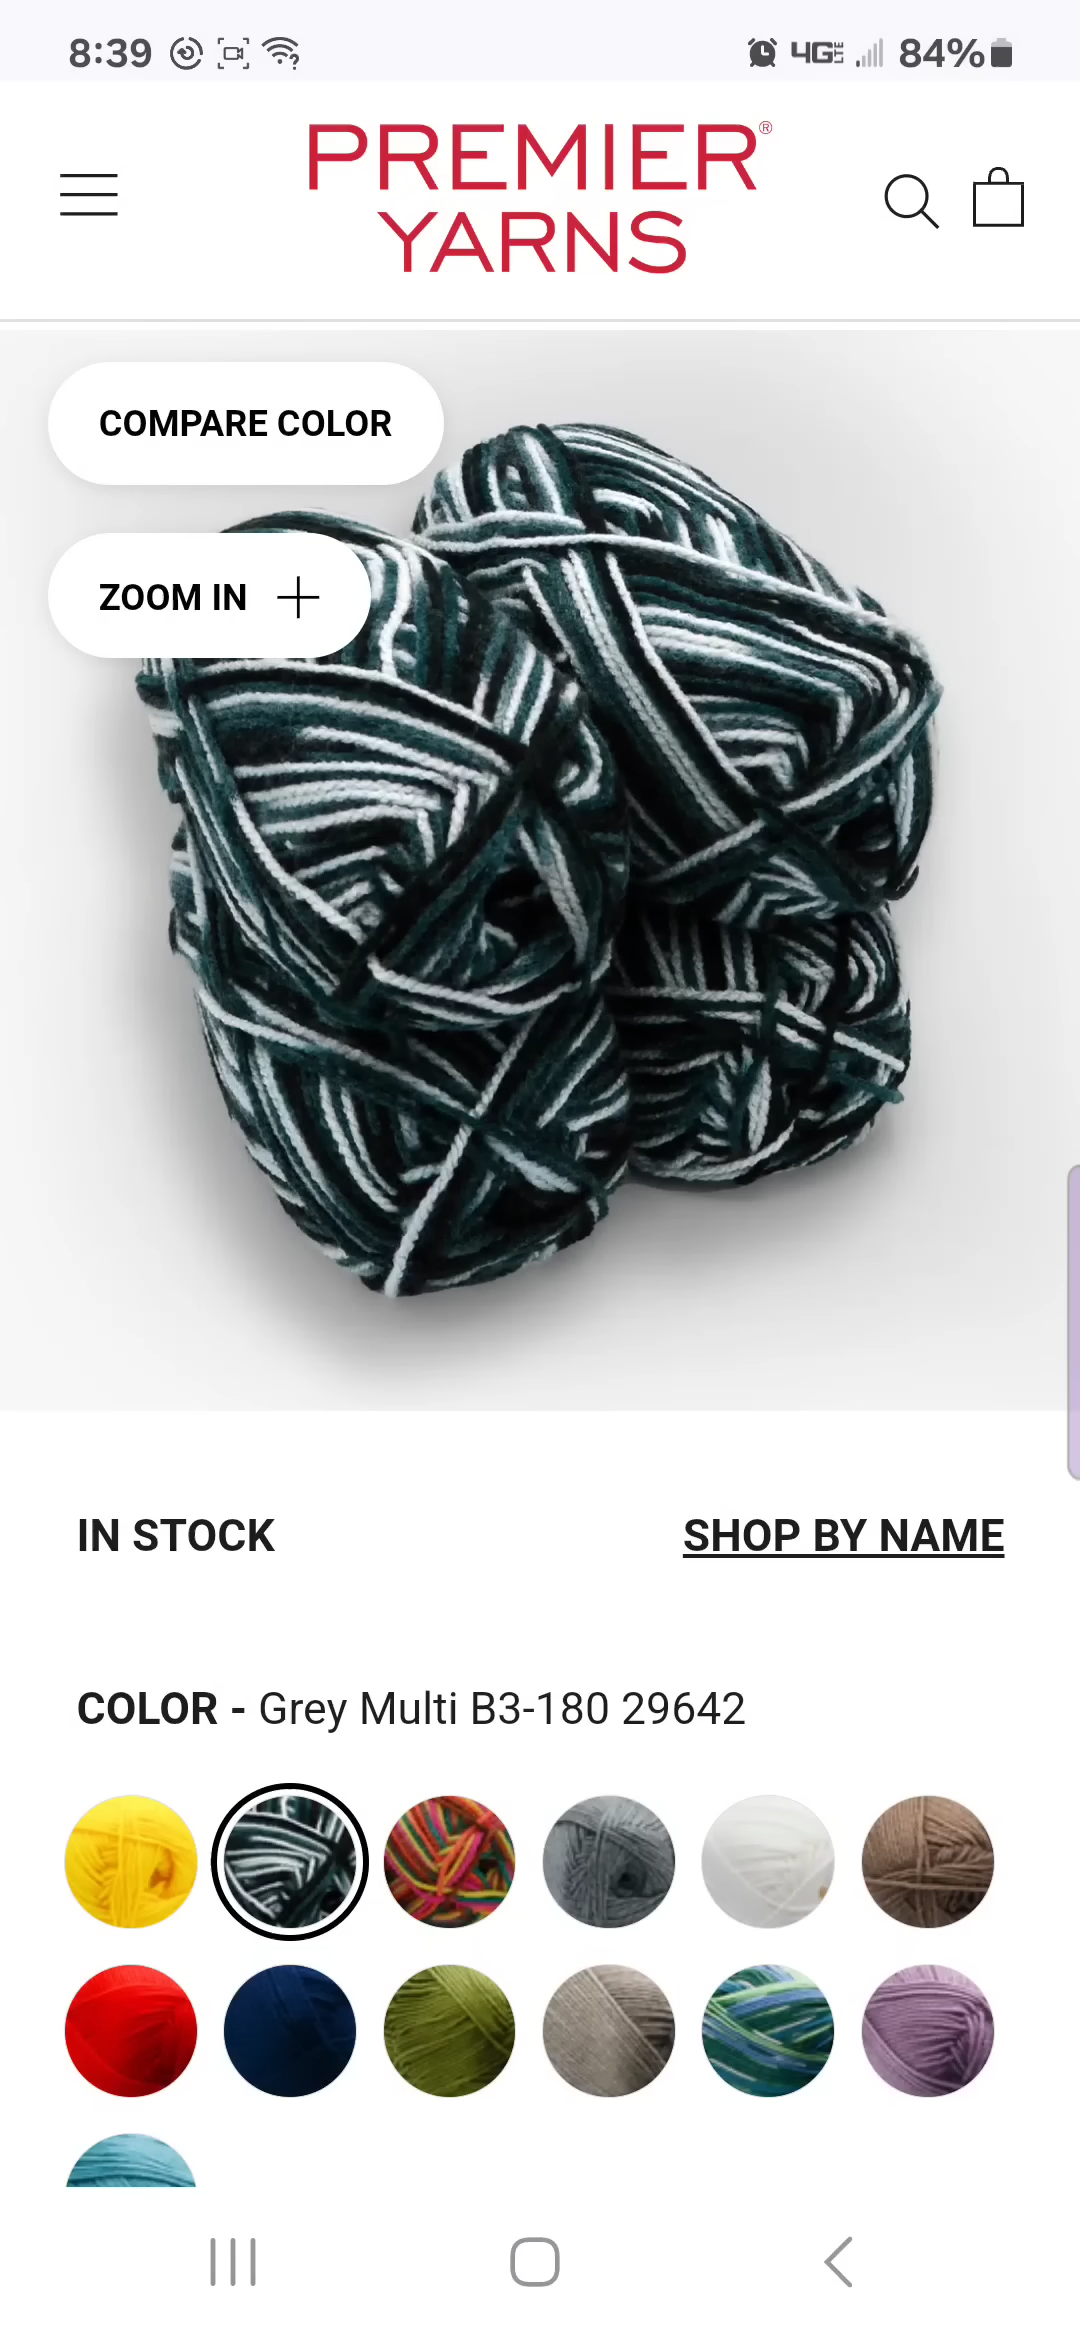 8:39
4G LTE 84%
PREMIER®
YARNS
COMPARE COLOR
ZOOM IN +
IN STOCK
SHOP BY NAME
COLOR - Grey Multi B3-180 29642